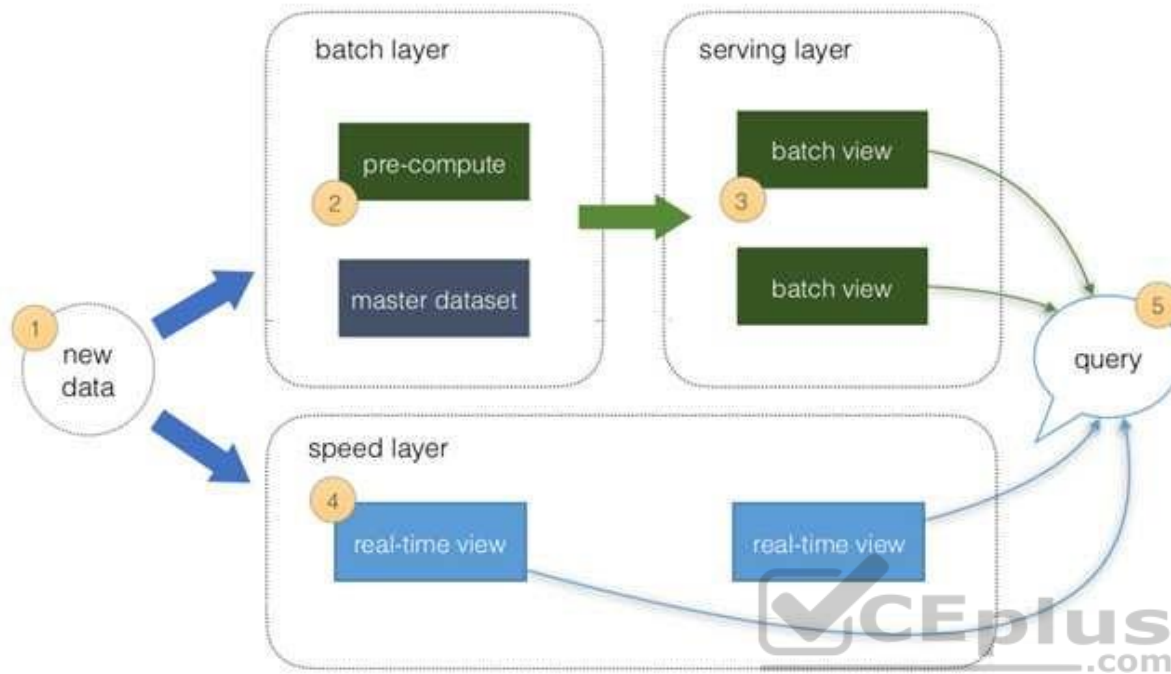 batch layer
serving layer
pre-compute
batch view
2
3
master dataset
batch view
1
new
data
5
query
speed layer
4
real-time view
real-time view
VCEplus
.com